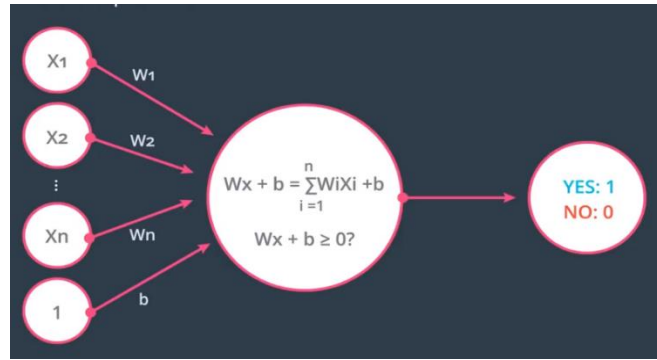 X1
W1
X2
W2
⋮
Xn
Wn
1
b
n
Wx + b = ∑WiXi +b
i =1
Wx + b ≥ 0?
YES: 1
NO: 0